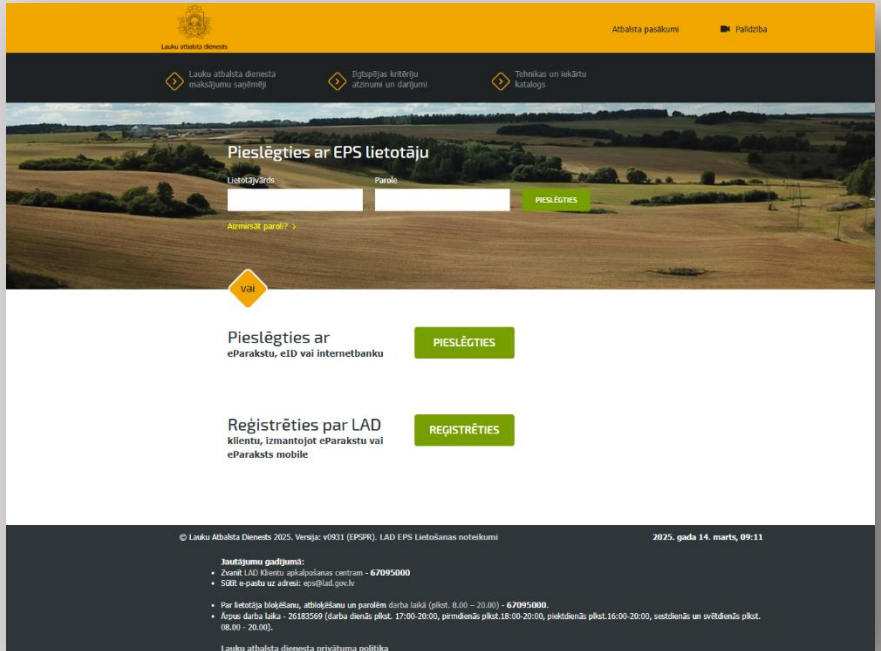 Lauku atbalsta dienests
Atbalsta pasākumi
Palīdzība
Lauku atbalsta dienesta
maksājumu saņēmēji
Ilgtspējas kritēriju
atzinumi un darījumi
Tehnikas un iekārtu
katalogs
Pieslēgties ar EPS lietotāju
Lietotājvārds
Parole
PIESLĒGTIES
Aizmirsāt paroli? >
vai
Pieslēgties ar
eParakstu, eID vai internetbanku
PIESLĒGTIES
Reģistrēties par LAD
klientu, izmantojot eParakstu vai
eParaksts mobile
REĢISTRĒTIES
© Lauku Atbalsta Dienests 2025. Versija: v0931 (EPSPR). LAD EPS Lietošanas noteikumi
2025. gada 14. marts, 09:11
Jautājumu gadījumā:
• Zvanīt LAD Klientu apkalpošanas centram - 67095000
• Sūtīt e-pastu uz adresi: eps@lad.gov.lv
• Par lietotāja bloķēšanu, atbloķēšanu un parolēm darba laikā (plkst. 8.00 – 20.00) - 67095000.
• Ārpus darba laika - 26183569 (darba dienās plkst. 17:00-20:00, pirmdienās plkst.18:00-20:00, piektdienās plkst.16:00-20:00, sestdienās un svētdienās plkst.
08.00 - 20.00).
Lauku atbalsta dienesta privātuma politika